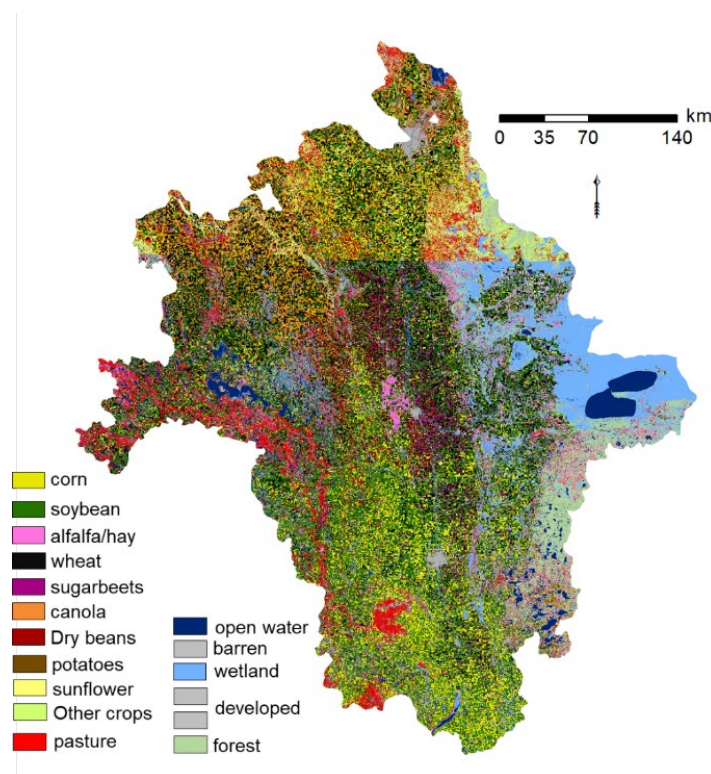 km
0 35 70 140
corn
soybean
alfalfa/hay
wheat
sugarbeets
canola
Dry beans
potatoes
sunflower
Other crops
pasture
open water
barren
wetland
developed
forest